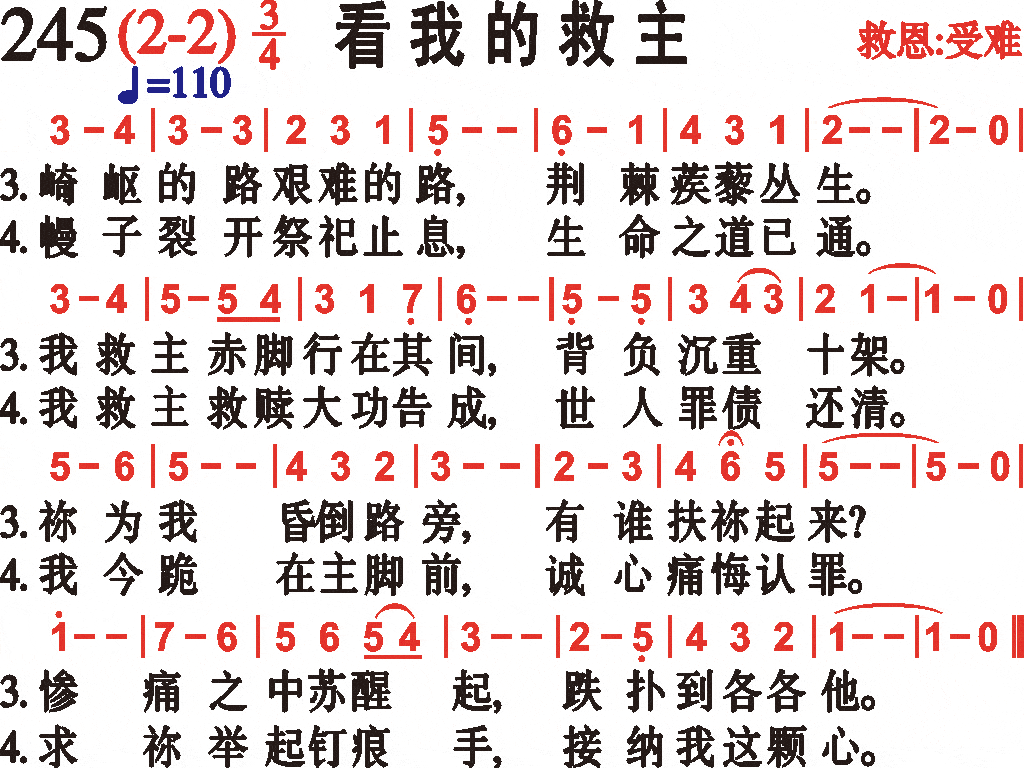 245(2-2) 3/4 看我的救主 救恩:受难
♩=110
3-4|3-3|2 3 1|5̣--|6̣-1|4 3 1|2--|2-0|
3.崎岖的路艰难的路, 荆棘蒺藜丛生。
4.幔子裂开祭祀止息, 生命之道已通。
3-4|5-5 4|3 1 7̣|6̣--|5̣-5̣|3 4 3|2 1-|1-0|
3.我救主赤脚行在其间, 背负沉重十架。
4.我救主救赎大功告成, 世人罪债还清。
5-6|5--|4 3 2|3--|2-3|4 6 5|5--|5-0|
3.祢为我 昏倒路旁, 有谁扶祢起来?
4.我今跪 在主脚前, 诚心痛悔认罪。
1̇--|7-6|5 6 5 4|3--|2-5̣|4 3 2|1--|1-0‖
3.惨 痛之中苏醒起, 跌扑到各各他。
4.求 祢举起钉痕手, 接纳我这颗心。